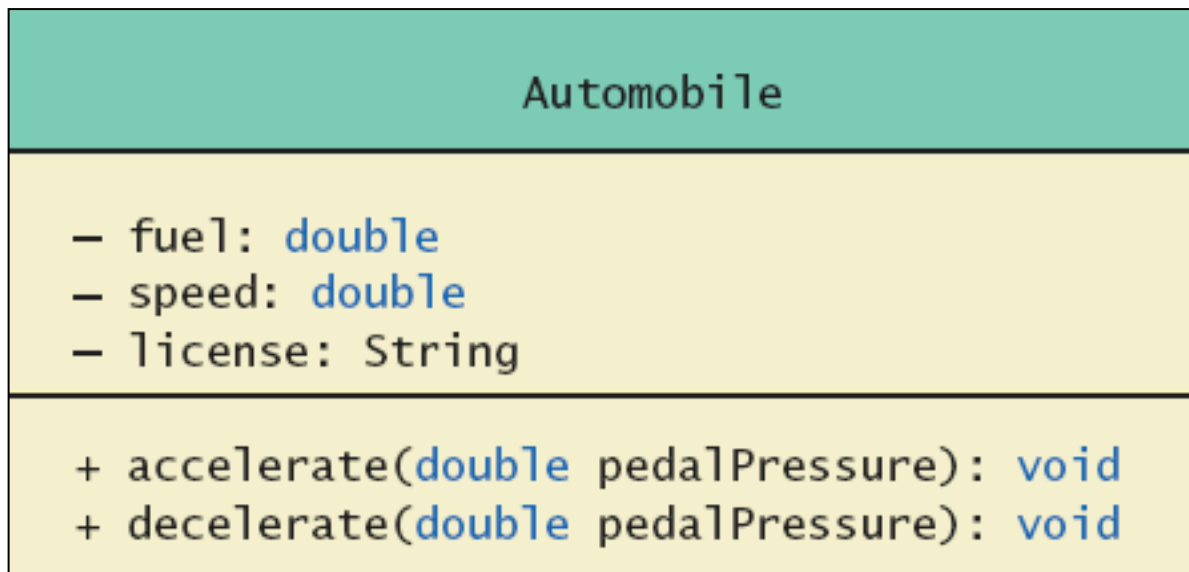 Automobile
– fuel: double
– speed: double
– license: String
+ accelerate(double pedalPressure): void
+ decelerate(double pedalPressure): void